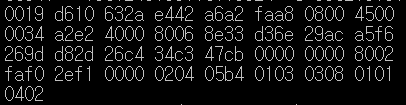 0019 d610 632a e442 a6a2 faa8 0800 4500
0034 a2e2 4000 8006 8e33 d36e 29ac a5f6
269d d82d 26c4 34c3 47cb 0000 0000 8002
faf0 2ef1 0000 0204 05b4 0103 0308 0101
0402